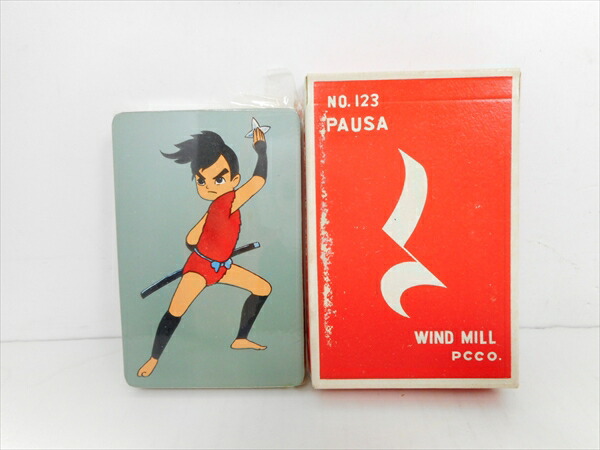 NO. 123
PAUSA
WIND MILL
PCCO.